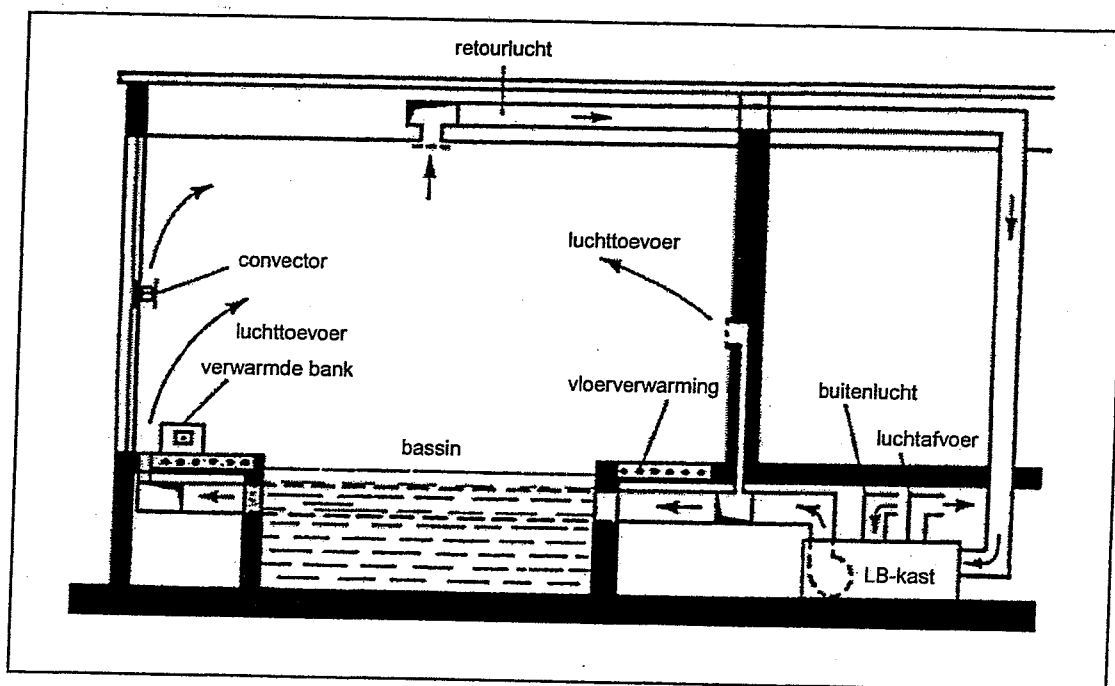 retourlucht
luchttoevoer
convector
luchttoevoer
verwarmde bank
vloerverwarming
buitenlucht
luchtafvoer
bassin
LB-kast